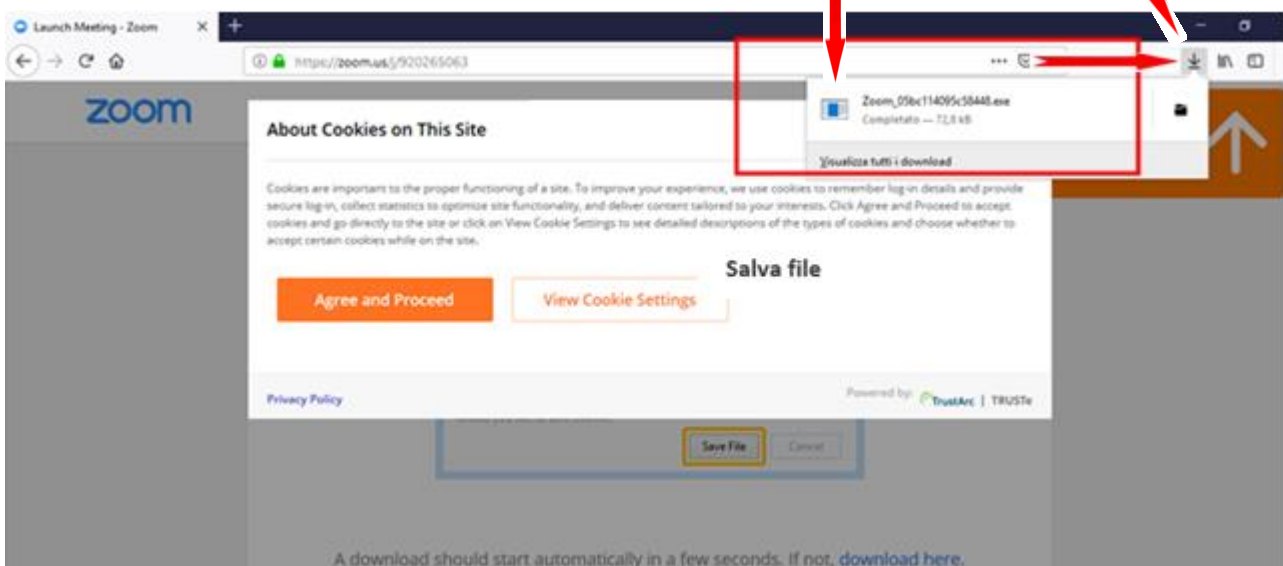 Launch Meeting - Zoom
https://zoom.us/j/920265063
zoom
Zoom_05bc114095c58448.exe
Completato — 72,8 kB
Visualizza tutti i download
About Cookies on This Site
Cookies are important to the proper functioning of a site. To improve your experience, we use cookies to remember log-in details and provide
secure log-in, collect statistics to optimize site functionality, and deliver content tailored to your interests. Click Agree and Proceed to accept
cookies and go directly to the site or click on View Cookie Settings to see detailed descriptions of the types of cookies and choose whether to
accept certain cookies while on the site.
Salva file
Agree and Proceed
View Cookie Settings
Privacy Policy
Powered by:
TrustArc | TRUSTe
Save File
Cancel
A download should start automatically in a few seconds. If not, download here.